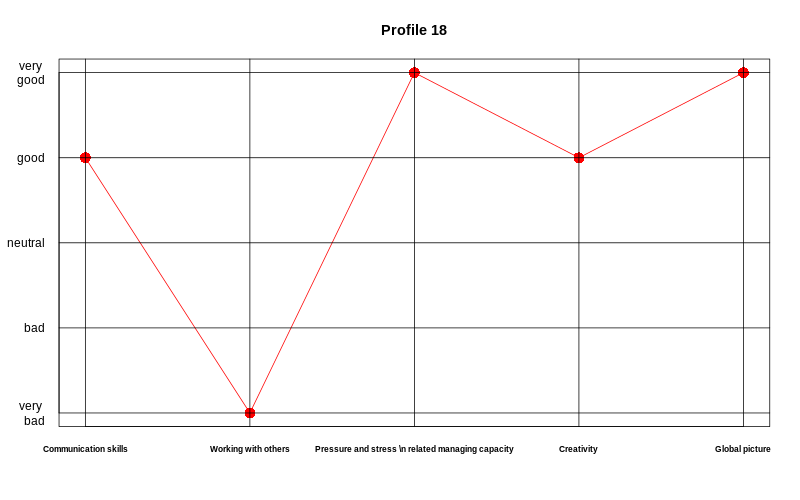 Profile 18
very
good
good
neutral
bad
very
bad
Communication skills
Working with others
Pressure and stress \n related managing capacity
Creativity
Global picture